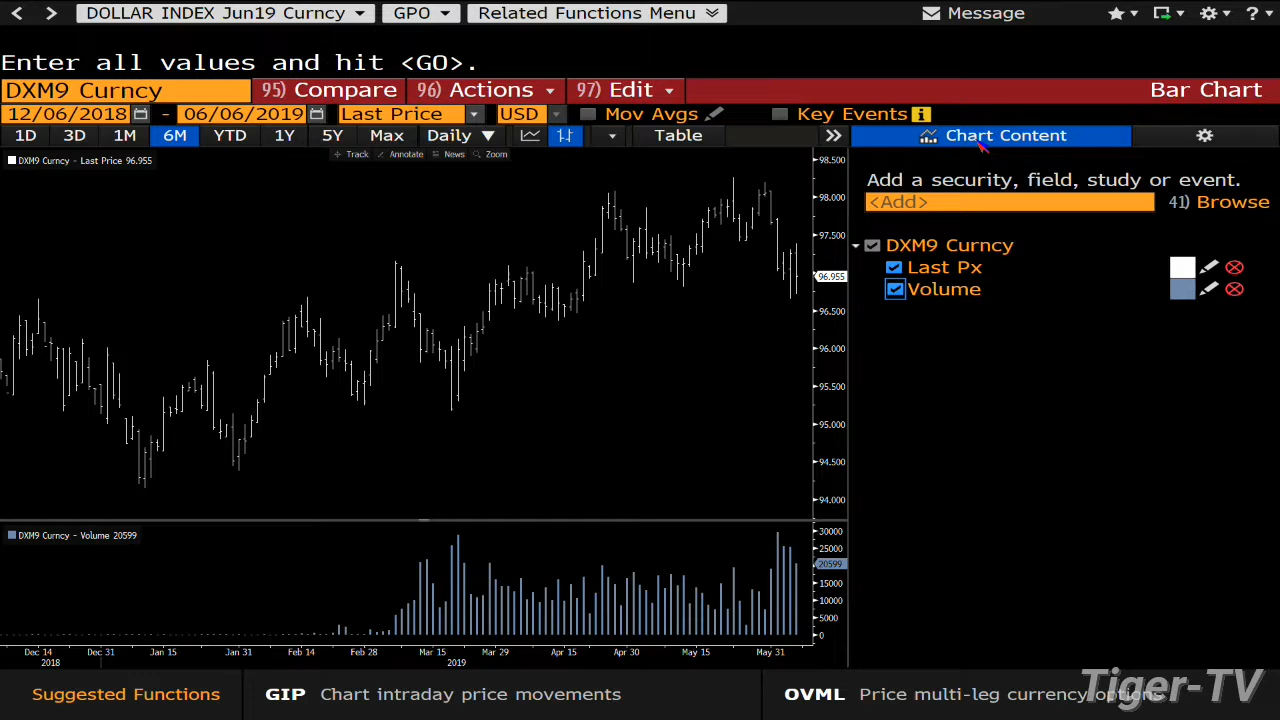 DOLLAR INDEX Jun19 Curncy GPO Related Functions Menu Message ?
Enter all values and hit <GO>.
DXM9 Curncy 95) Compare 96) Actions 97) Edit Bar Chart
12/06/2018 - 06/06/2019 Last Price USD Mov Avgs Key Events i
1D 3D 1M 6M YTD 1Y 5Y Max Daily ▼ Table Chart Content
Track Annotate News Zoom
DXM9 Curncy - Last Price 96.955
98.500
98.000
97.500
96.955
96.500
96.000
95.500
95.000
94.500
94.000
Add a security, field, study or event.
<Add> 41) Browse
DXM9 Curncy
Last Px
Volume
DXM9 Curncy - Volume 20599
30000
25000
20599
15000
10000
5000
0
Dec 14 Dec 31 Jan 15 Jan 31 Feb 14 Feb 28 Mar 15 Mar 29 Apr 15 Apr 30 May 15 May 31
2018 2019
Suggested Functions GIP Chart intraday price movements OVML Price multi-leg currency options
Tiger-TV